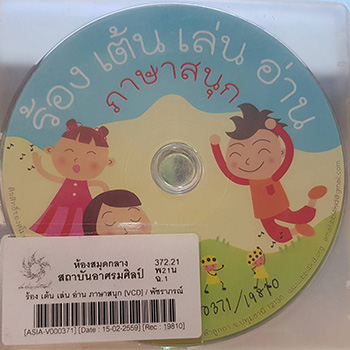 ร้อง เต้น เล่น อ่าน
ภาษาสนุก
ห้องสมุดกลาง
สถาบันอาศรมศิลป์
372.21
พ21น
ฉ.1
ร้อง เต้น เล่น อ่าน ภาษาสนุก [VCD] / พัชราภรณ์
[ASIA-V000371] [Date : 15-02-2559] [Rec : 19810]
0371/19810